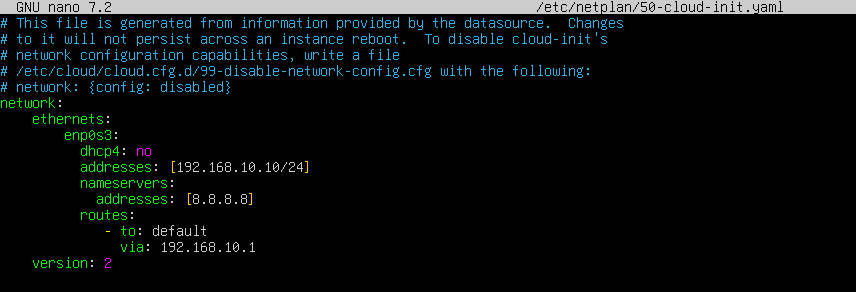 GNU nano 7.2 /etc/netplan/50-cloud-init.yaml
# This file is generated from information provided by the datasource.  Changes
# to it will not persist across an instance reboot.  To disable cloud-init's
# network configuration capabilities, write a file
# /etc/cloud/cloud.cfg.d/99-disable-network-config.cfg with the following:
# network: {config: disabled}
network:
    ethernets:
        enp0s3:
          dhcp4: no
          addresses: [192.168.10.10/24]
          nameservers:
            addresses: [8.8.8.8]
          routes:
             - to: default
               via: 192.168.10.1
    version: 2